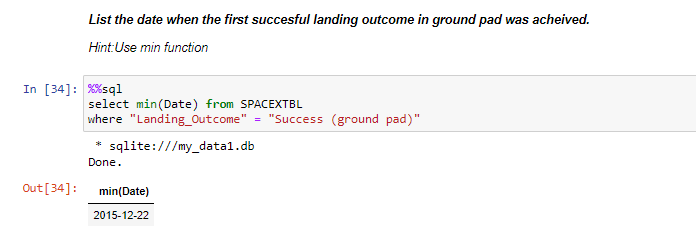 List the date when the first succesful landing outcome in ground pad was acheived.
Hint:Use min function
In [34]: %%sql
select min(Date) from SPACEXTBL
where "Landing_Outcome" = "Success (ground pad)"
* sqlite:///my_data1.db
Done.
Out[34]: min(Date)
2015-12-22